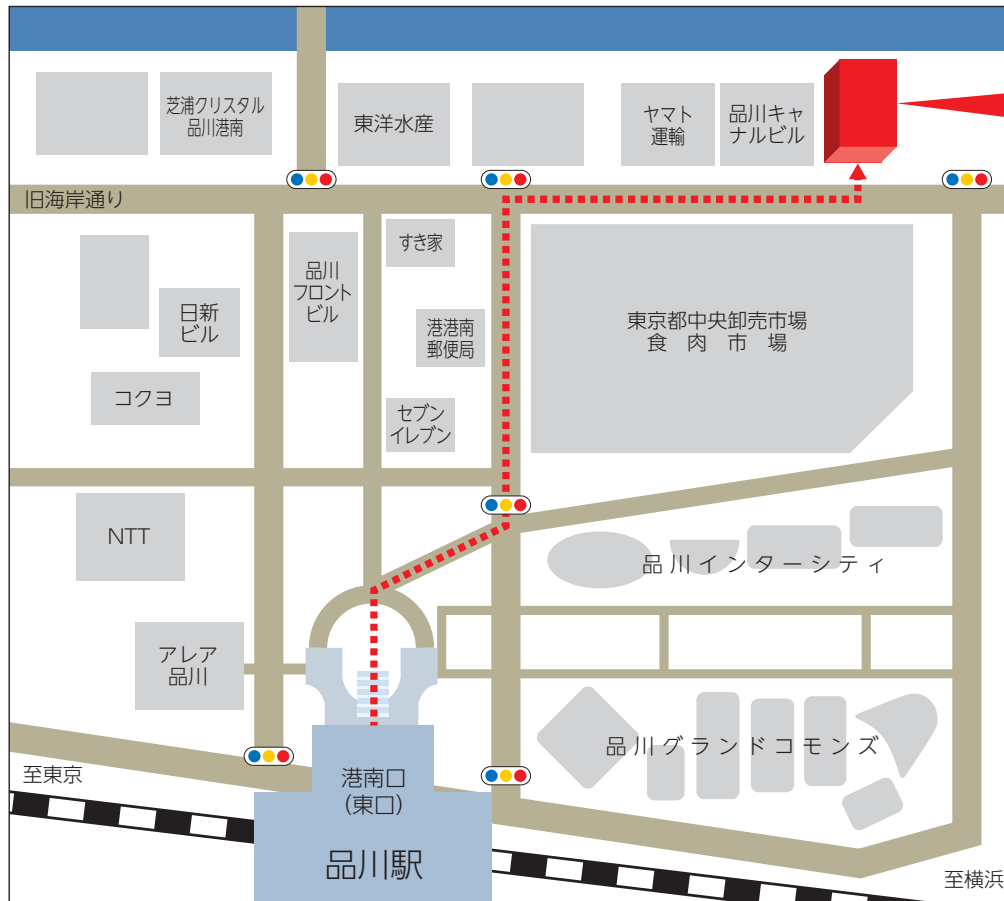 芝浦クリスタル
品川港南
東洋水産
ヤマト
運輸
品川キャ
ナルビル
旧海岸通り
すき家
品川
フロント
ビル
日新
ビル
港港南
郵便局
東京都中央卸売市場
食肉市場
コクヨ
セブン
イレブン
NTT
品川インターシティ
アレア
品川
品川グランドコモンズ
至東京
港南口
(東口)
品川駅
至横浜